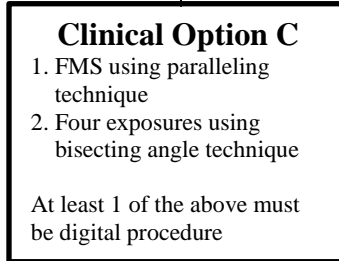 Clinical Option C
1. FMS using paralleling
technique
2. Four exposures using
bisecting angle technique
At least 1 of the above must
be digital procedure